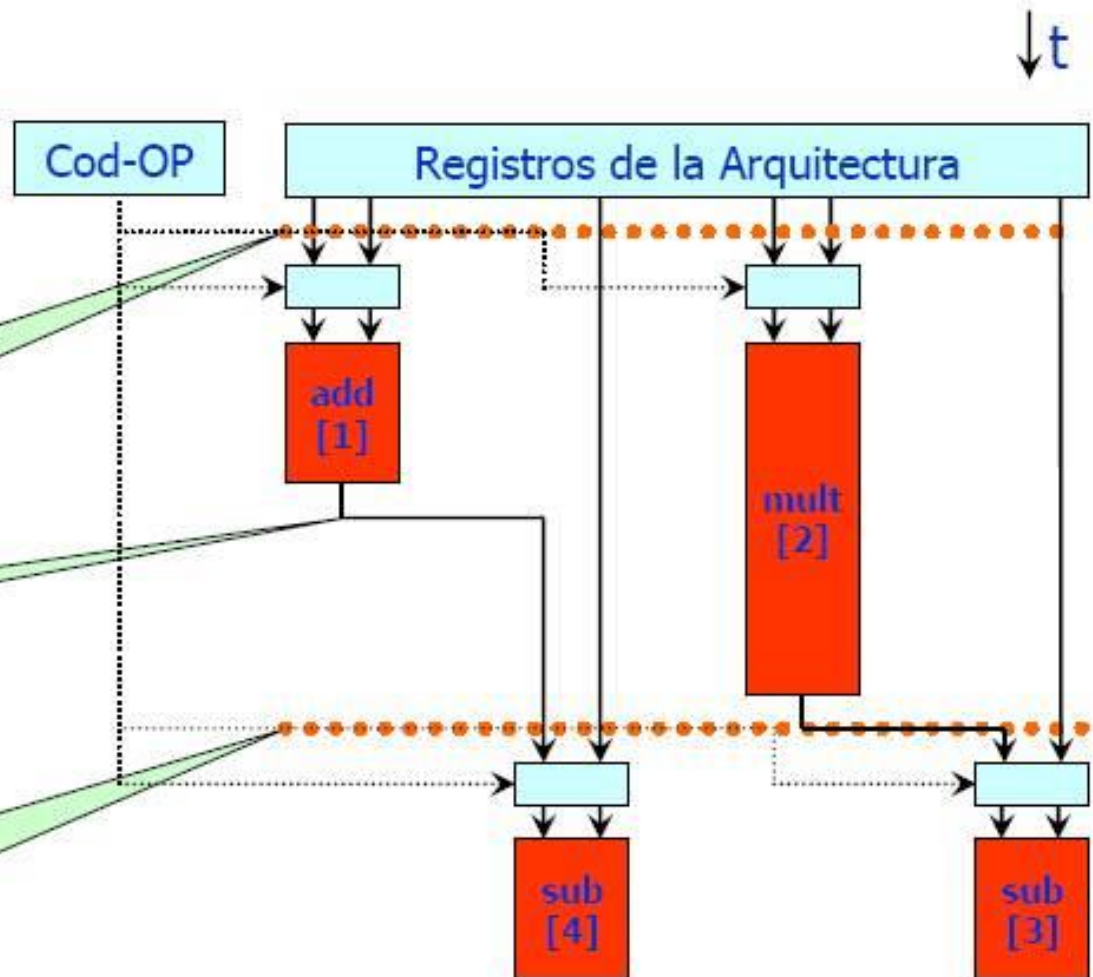 t
Cod-OP
Registros de la Arquitectura
add
[1]
mult
[2]
sub
[4]
sub
[3]